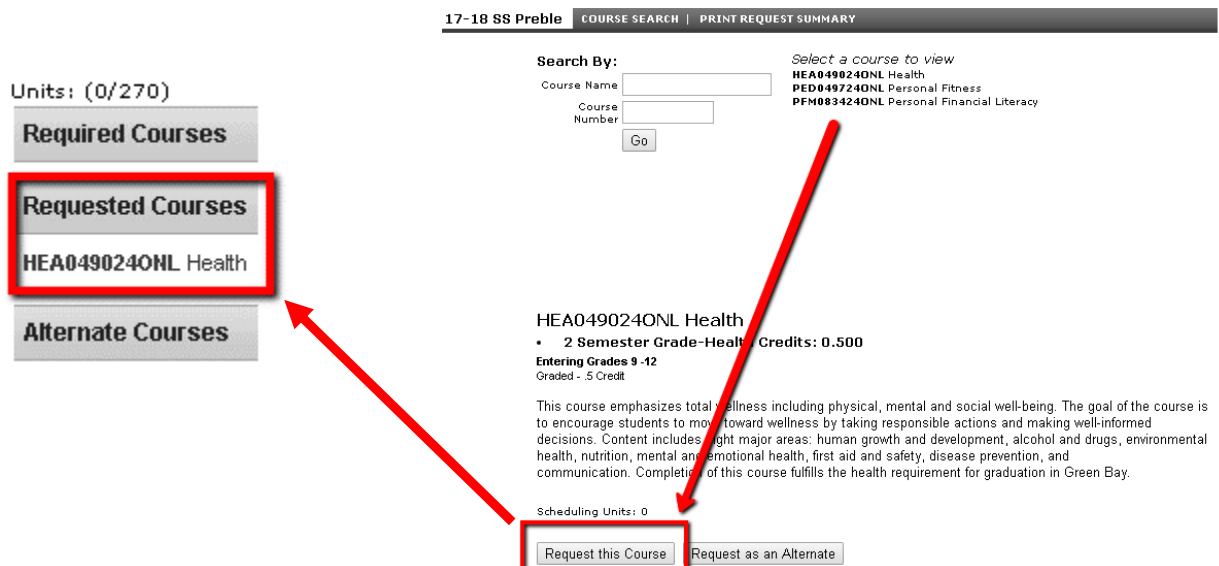 17-18 SS Preble COURSE SEARCH | PRINT REQUEST SUMMARY
Units: (0/270)
Required Courses
Requested Courses
HEA049024ONL Health
Alternate Courses
Search By:
Course Name
Course
Number
Go
Select a course to view
HEA049024ONL Health
PED049724ONL Personal Fitness
PFM083424ONL Personal Financial Literacy
HEA049024ONL Health
• 2 Semester Grade-Health Credits: 0.500
Entering Grades 9 -12
Graded - .5 Credit
This course emphasizes total wellness including physical, mental and social well-being. The goal of the course is
to encourage students to move toward wellness by taking responsible actions and making well-informed
decisions. Content includes eight major areas: human growth and development, alcohol and drugs, environmental
health, nutrition, mental and emotional health, first aid and safety, disease prevention, and
communication. Completion of this course fulfills the health requirement for graduation in Green Bay.
Scheduling Units: 0
Request this Course Request as an Alternate